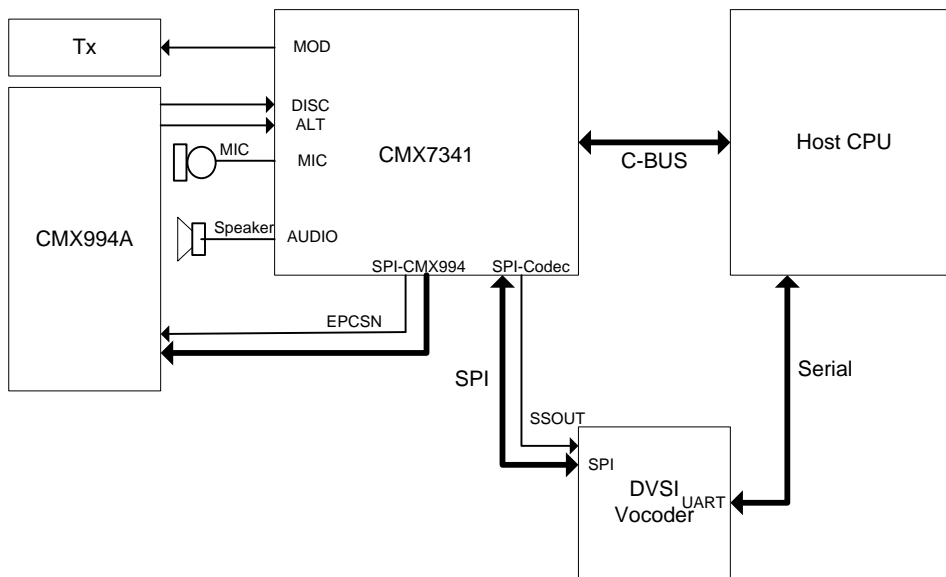 Tx
MOD
DISC
ALT
MIC
MIC
CMX7341
Host CPU
C-BUS
CMX994A
Speaker
AUDIO
SPI-CMX994
SPI-Codec
EPCSN
SPI
Serial
SSOUT
SPI
DVSI
Vocoder
UART